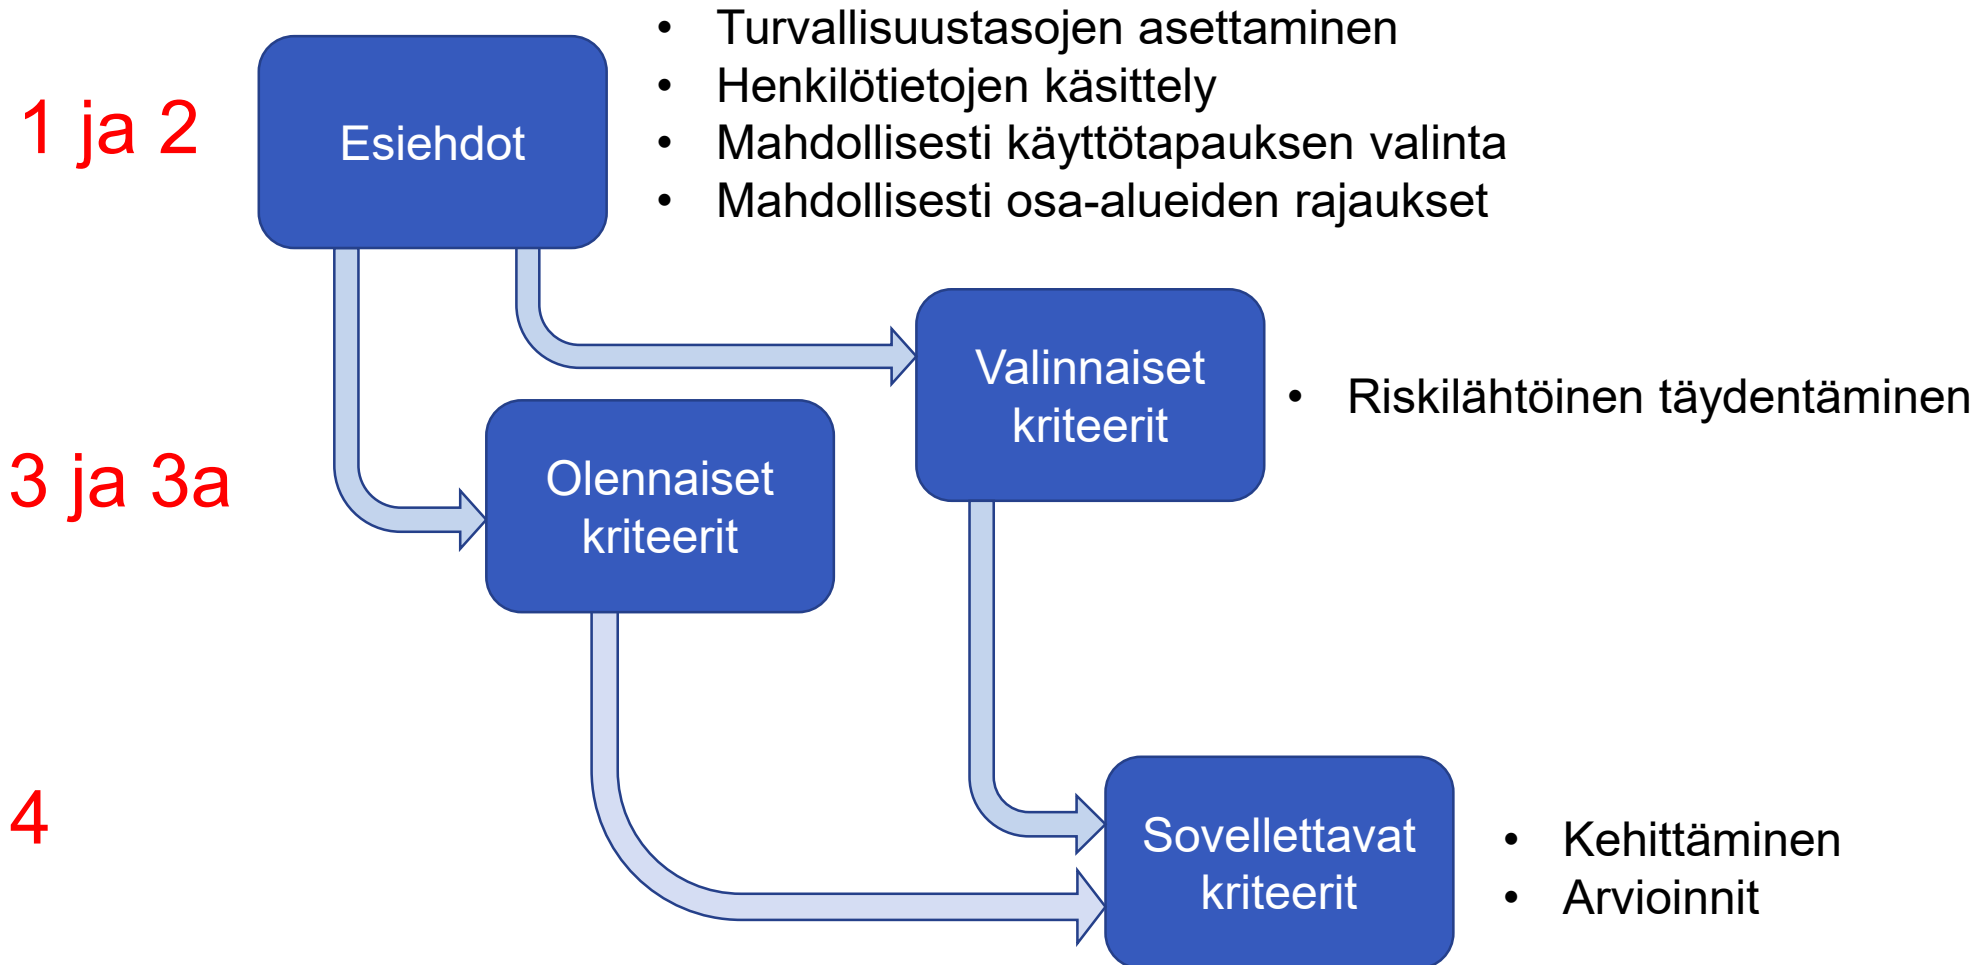 1 ja 2
Esiehdot
• Turvallisuustasojen asettaminen
• Henkilötietojen käsittely
• Mahdollisesti käyttötapauksen valinta
• Mahdollisesti osa-alueiden rajaukset
3 ja 3a
Olennaiset
kriteerit
Valinnaiset
kriteerit
• Riskilähtöinen täydentäminen
4
Sovellettavat
kriteerit
• Kehittäminen
• Arvioinnit